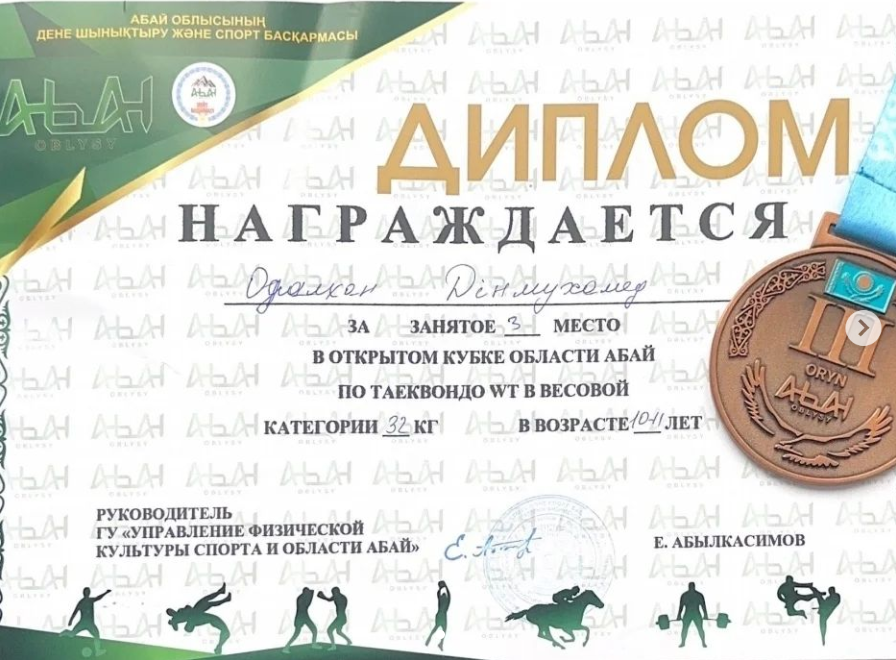 АБАЙ ОБЛЫСЫНЫҢ
ДЕНЕ ШЫНЫҚТЫРУ ЖӘНЕ СПОРТ БАСҚАРМАСЫ
АБАЙ
OBLYSY
ДИПЛОМ
НАГРАЖДАЕТСЯ
Дінмухамед
ЗА ЗАНЯТОЕ 3 МЕСТО
В ОТКРЫТОМ КУБКЕ ОБЛАСТИ АБАЙ
ПО ТАЕКВОНДО WT В ВЕСОВОЙ
КАТЕГОРИИ 32 КГ В ВОЗРАСТЕ 10-11 ЛЕТ
III
ORYN
АБАЙ
OBLYSY
РУКОВОДИТЕЛЬ
ГУ «УПРАВЛЕНИЕ ФИЗИЧЕСКОЙ
КУЛЬТУРЫ СПОРТА И ОБЛАСТИ АБАЙ»
Е. АБЫЛКАСИМОВ